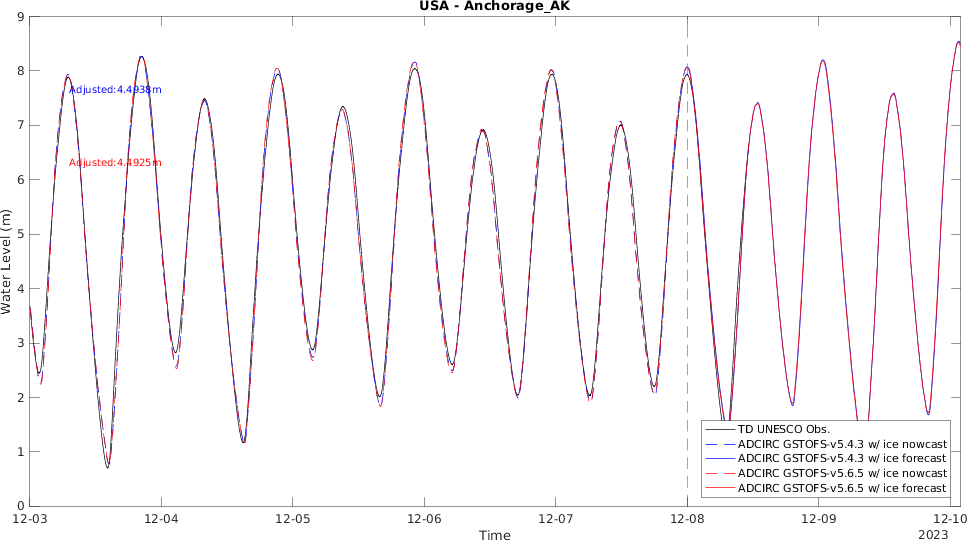 USA - Anchorage_AK
9
8
7
6
5
4
3
2
1
0
Water Level (m)
Adjusted:4.4938m
Adjusted:4.4925m
TD UNESCO Obs.
ADCIRC GSTOFS-v5.4.3 w/ ice nowcast
ADCIRC GSTOFS-v5.4.3 w/ ice forecast
ADCIRC GSTOFS-v5.6.5 w/ ice nowcast
ADCIRC GSTOFS-v5.6.5 w/ ice forecast
12-03 12-04 12-05 12-06 12-07 12-08 12-09 12-10
Time
2023